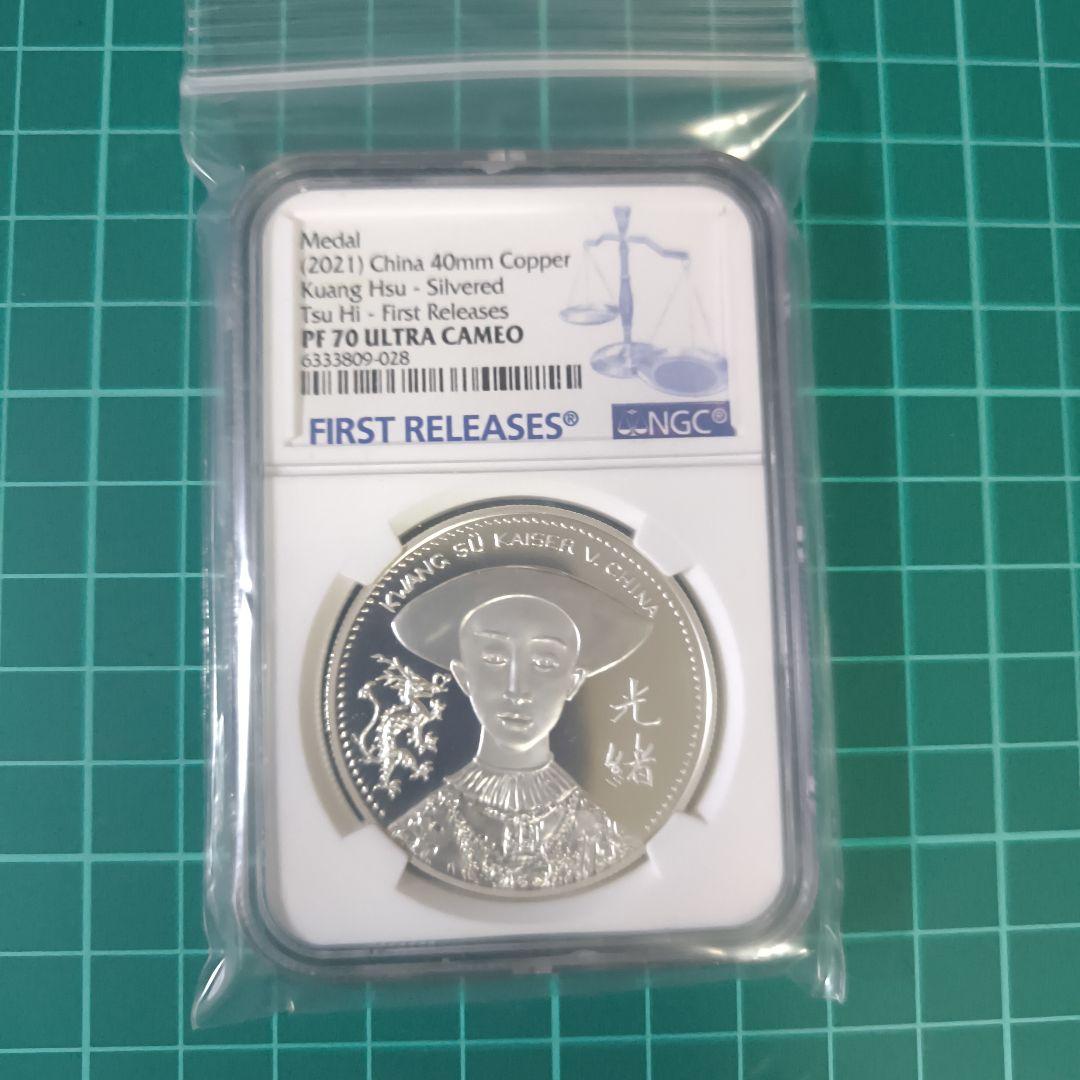 Medal
(2021) China 40mm Copper
Kuang Hsu - Silvered
Tsu Hi - First Releases
PF 70 ULTRA CAMEO
6333809-028
FIRST RELEASES®
NGC®
KWANG SÜ KAISER V. CHINA
光
緒